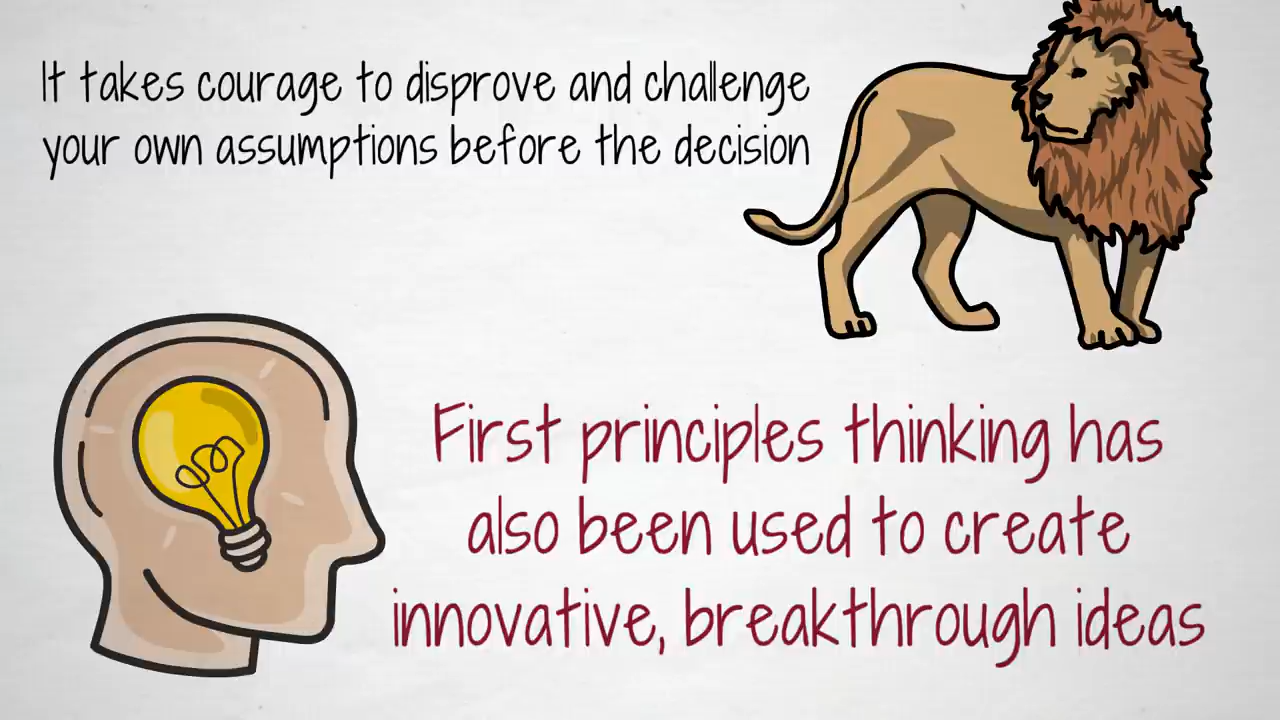 It takes courage to disprove and challenge
your own assumptions before the decision
First principles thinking has
also been used to create
innovative, breakthrough ideas